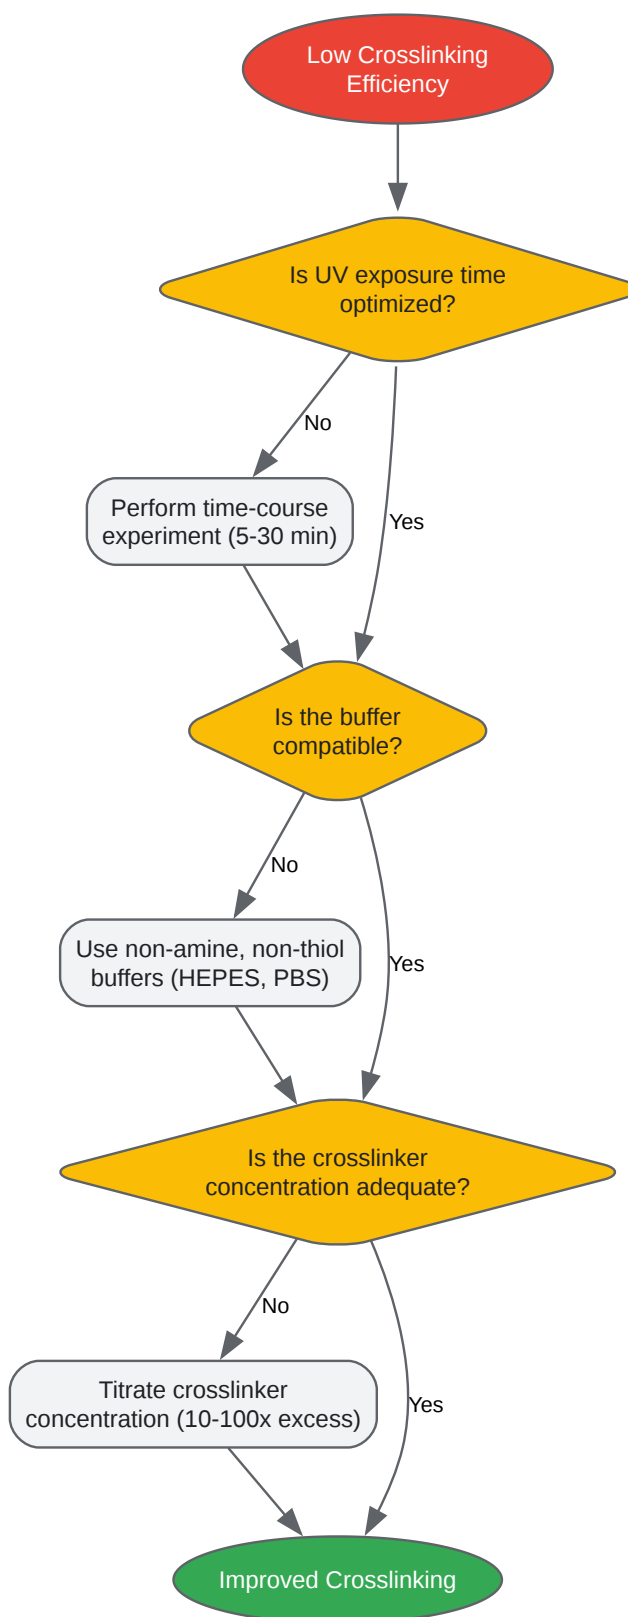 Low Crosslinking
Efficiency
Is UV exposure time
optimized?
No
Perform time-course
experiment (5-30 min)
Yes
Is the buffer
compatible?
No
Use non-amine, non-thiol
buffers (HEPES, PBS)
Yes
Is the crosslinker
concentration adequate?
No
Titrate crosslinker
concentration (10-100x excess)
Yes
Improved Crosslinking